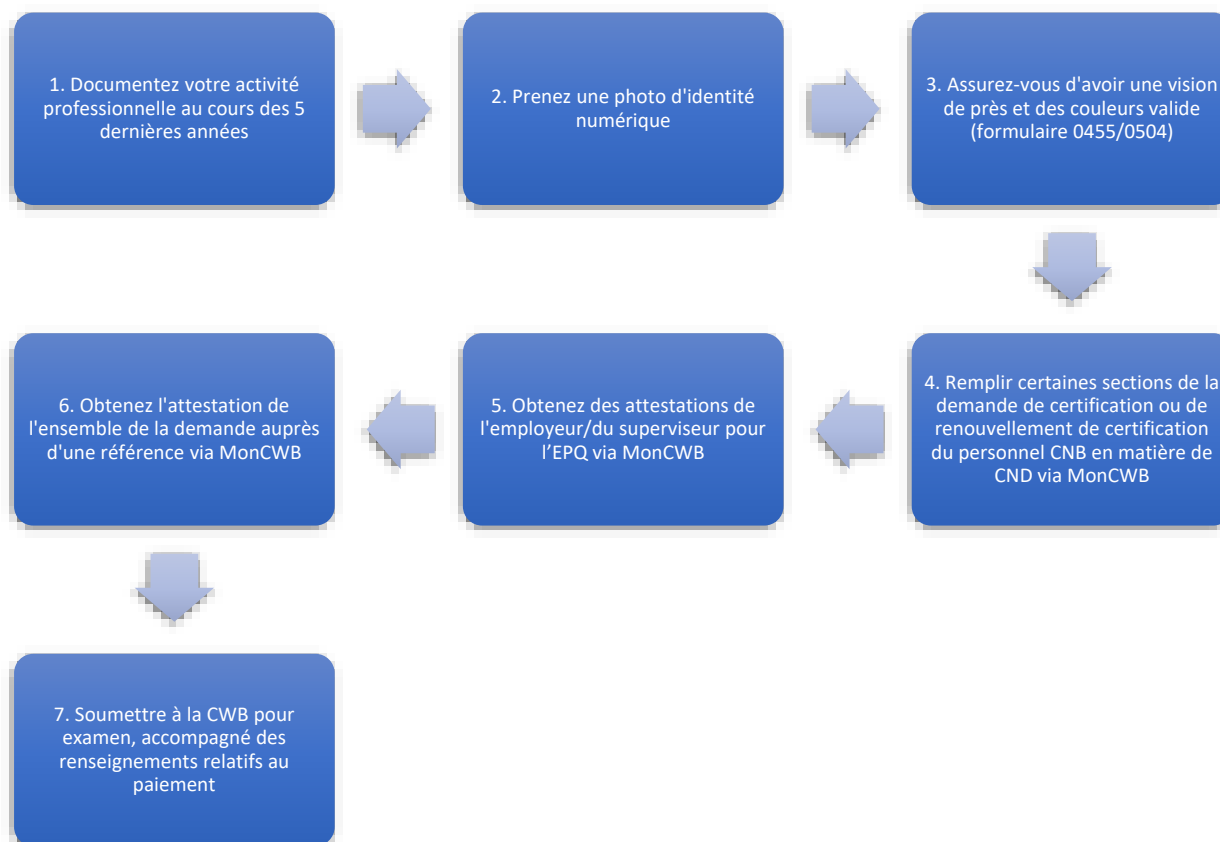 1. Documentez votre activité
professionnelle au cours des 5
dernières années
2. Prenez une photo d'identité
numérique
3. Assurez-vous d'avoir une vision
de près et des couleurs valide
(formulaire 0455/0504)
4. Remplir certaines sections de la
demande de certification ou de
renouvellement de certification
du personnel CNB en matière de
CND via MonCWB
5. Obtenez des attestations de
l'employeur/du superviseur pour
l’EPQ via MonCWB
6. Obtenez l'attestation de
l'ensemble de la demande auprès
d'une référence via MonCWB
7. Soumettre à la CWB pour
examen, accompagné des
renseignements relatifs au
paiement